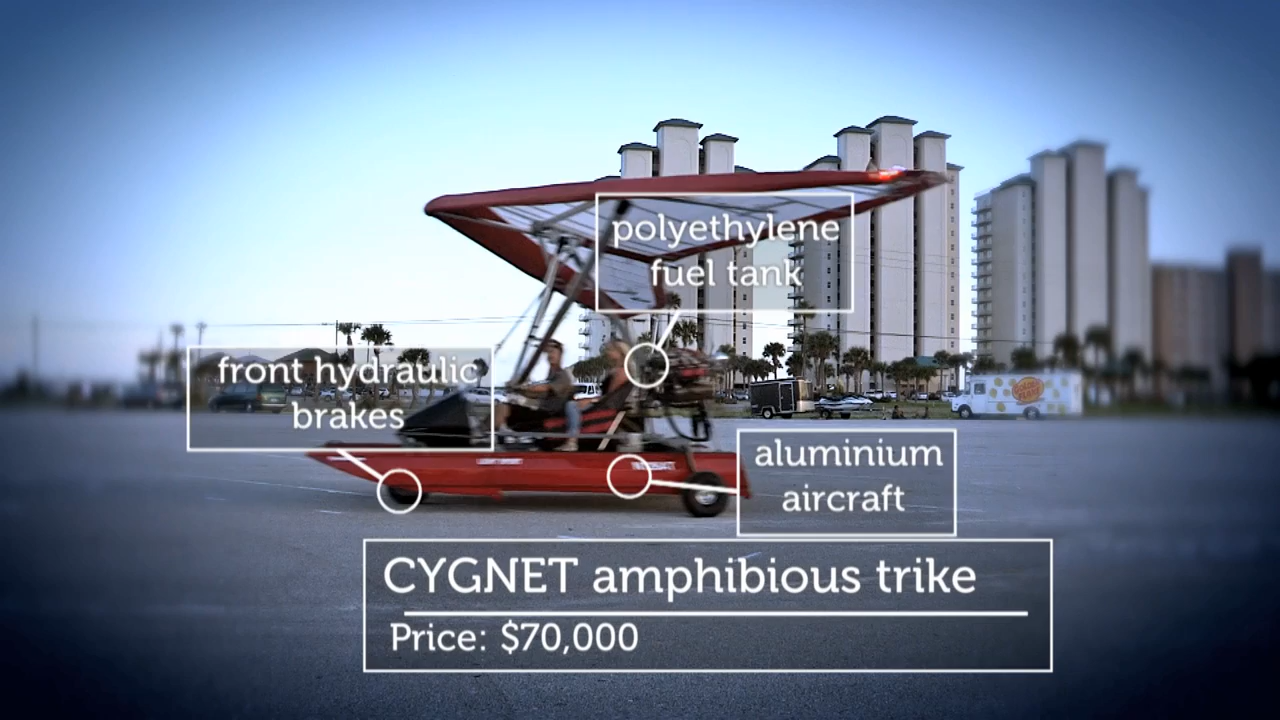 polyethylene
fuel tank
front hydraulic
brakes
aluminium
aircraft
CYGNET amphibious trike
Price: $70,000